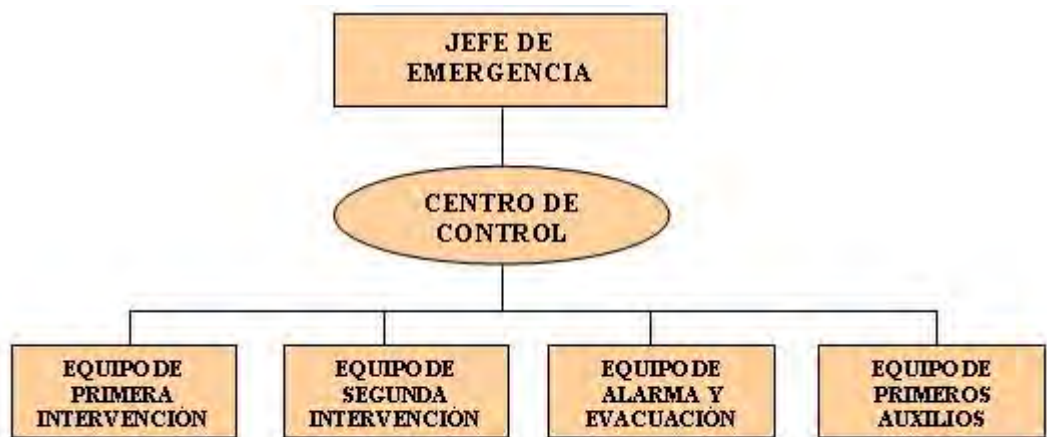 JEFE DE
EMERGENCIA
CENTRO DE
CONTROL
EQUIPO DE
PRIMERA
INTERVENCIÓN
EQUIPO DE
SEGUNDA
INTERVENCIÓN
EQUIPO DE
ALARMA Y
EVACUACIÓN
EQUIPO DE
PRIMEROS
AUXILIOS